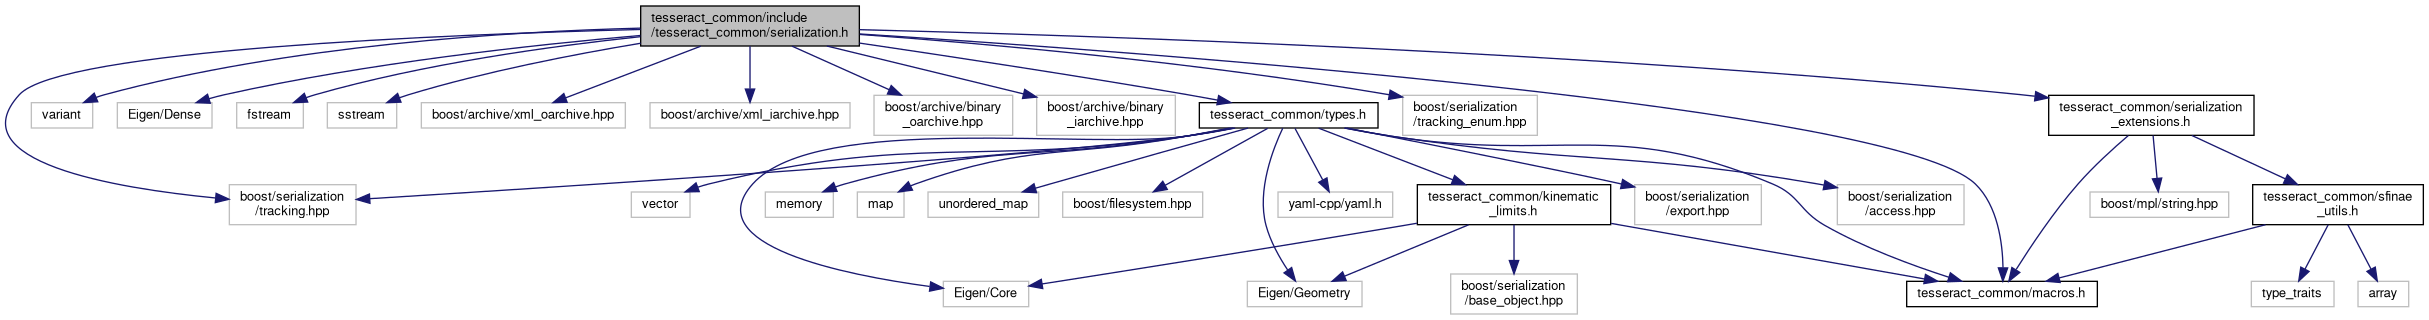 tesseract_common/include
/tesseract_common/serialization.h
variant
Eigen/Dense
fstream
sstream
boost/archive/xml_oarchive.hpp
boost/archive/xml_iarchive.hpp
boost/archive/binary
_oarchive.hpp
boost/archive/binary
_iarchive.hpp
tesseract_common/types.h
boost/serialization
/tracking_enum.hpp
tesseract_common/serialization
_extensions.h
boost/serialization
/tracking.hpp
vector
memory
map
unordered_map
boost/filesystem.hpp
yaml-cpp/yaml.h
tesseract_common/kinematic
_limits.h
boost/serialization
/export.hpp
boost/serialization
/access.hpp
boost/mpl/string.hpp
tesseract_common/sfinae
_utils.h
Eigen/Core
Eigen/Geometry
boost/serialization
/base_object.hpp
tesseract_common/macros.h
type_traits
array